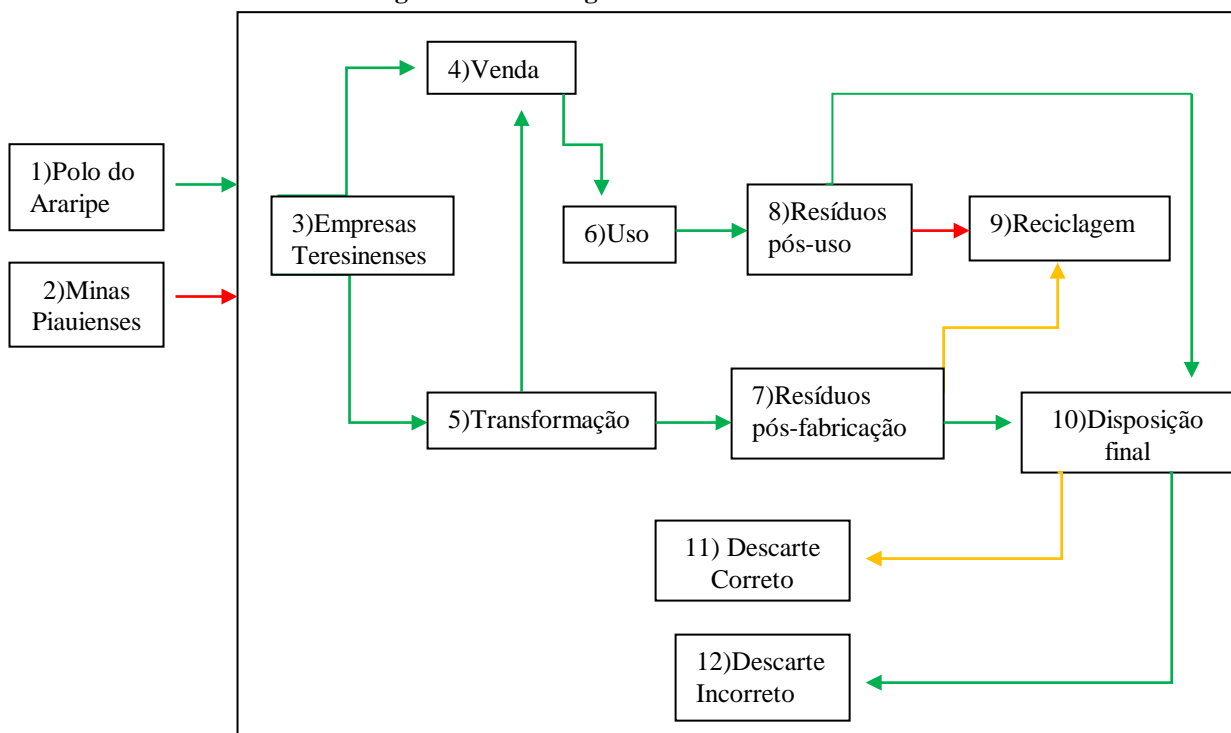 4)Venda
1)Polo do
Araripe
3)Empresas
Teresinenses
6)Uso
8)Resíduos
pós-uso
9)Reciclagem
2)Minas
Piauienses
5)Transformação
7)Resíduos
pós-fabricação
10)Disposição
final
11) Descarte
Correto
12)Descarte
Incorreto